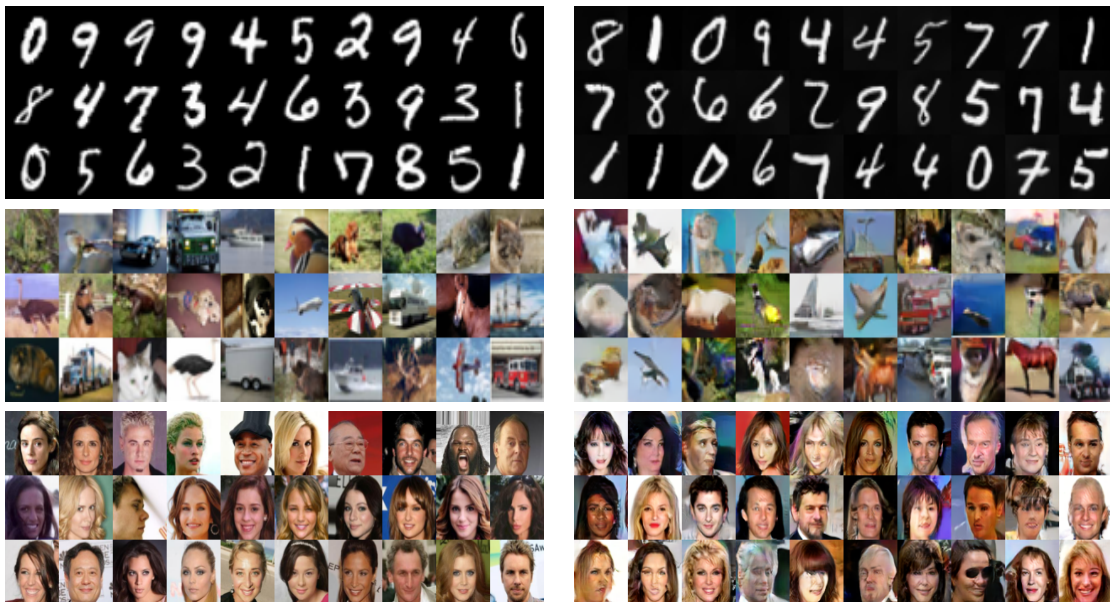 0 9 9 9 4 5 2 9 4 6
8 4 7 3 4 6 3 9 3 1
0 5 6 3 2 1 7 8 5 1
8 1 0 9 4 4 5 7 7 1
7 8 6 6 2 9 8 5 7 4
1 1 0 6 7 4 4 0 7 5